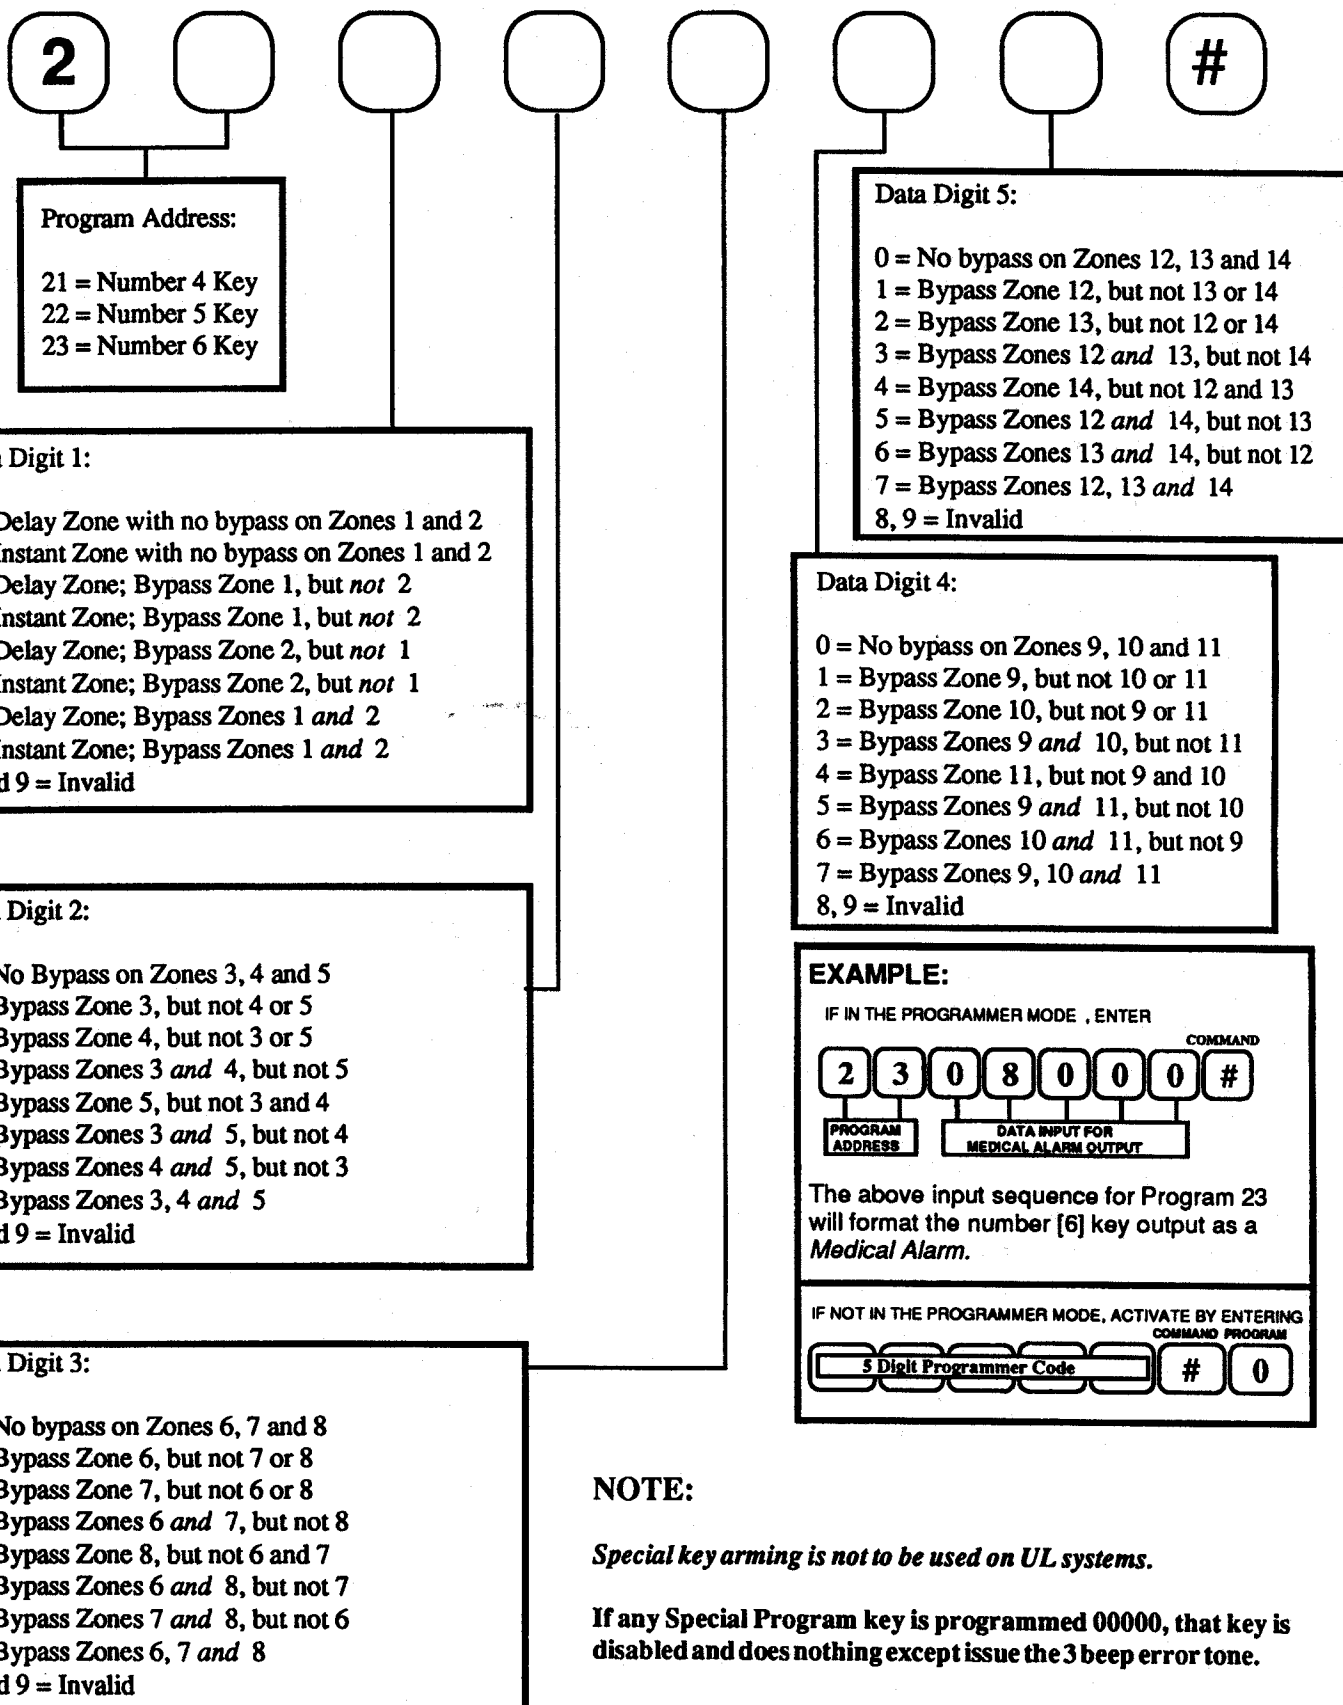 2 #
Program Address:
21 = Number 4 Key
22 = Number 5 Key
23 = Number 6 Key
Digit 1:
Delay Zone with no bypass on Zones 1 and 2
Instant Zone with no bypass on Zones 1 and 2
Delay Zone; Bypass Zone 1, but not 2
Instant Zone; Bypass Zone 1, but not 2
Delay Zone; Bypass Zone 2, but not 1
Instant Zone; Bypass Zone 2, but not 1
Delay Zone; Bypass Zones 1 and 2
Instant Zone; Bypass Zones 1 and 2
d 9 = Invalid
Digit 2:
No Bypass on Zones 3, 4 and 5
Bypass Zone 3, but not 4 or 5
Bypass Zone 4, but not 3 or 5
Bypass Zones 3 and 4, but not 5
Bypass Zone 5, but not 3 and 4
Bypass Zones 3 and 5, but not 4
Bypass Zones 4 and 5, but not 3
Bypass Zones 3, 4 and 5
d 9 = Invalid
Digit 3:
No bypass on Zones 6, 7 and 8
Bypass Zone 6, but not 7 or 8
Bypass Zone 7, but not 6 or 8
Bypass Zones 6 and 7, but not 8
Bypass Zone 8, but not 6 and 7
Bypass Zones 6 and 8, but not 7
Bypass Zones 7 and 8, but not 6
Bypass Zones 6, 7 and 8
d 9 = Invalid
Data Digit 5:
0 = No bypass on Zones 12, 13 and 14
1 = Bypass Zone 12, but not 13 or 14
2 = Bypass Zone 13, but not 12 or 14
3 = Bypass Zones 12 and 13, but not 14
4 = Bypass Zone 14, but not 12 and 13
5 = Bypass Zones 12 and 14, but not 13
6 = Bypass Zones 13 and 14, but not 12
7 = Bypass Zones 12, 13 and 14
8, 9 = Invalid
Data Digit 4:
0 = No bypass on Zones 9, 10 and 11
1 = Bypass Zone 9, but not 10 or 11
2 = Bypass Zone 10, but not 9 or 11
3 = Bypass Zones 9 and 10, but not 11
4 = Bypass Zone 11, but not 9 and 10
5 = Bypass Zones 9 and 11, but not 10
6 = Bypass Zones 10 and 11, but not 9
7 = Bypass Zones 9, 10 and 11
8, 9 = Invalid
EXAMPLE:
IF IN THE PROGRAMMER MODE , ENTER
COMMAND
2 3 0 8 0 0 0 #
PROGRAM ADDRESS
DATA INPUT FOR
MEDICAL ALARM OUTPUT
The above input sequence for Program 23
will format the number [6] key output as a
Medical Alarm.
IF NOT IN THE PROGRAMMER MODE, ACTIVATE BY ENTERING
COMMAND PROGRAM
5 Digit Programmer Code # 0
NOTE:
Special key arming is not to be used on UL systems.
If any Special Program key is programmed 00000, that key is
disabled and does nothing except issue the 3 beep error tone.